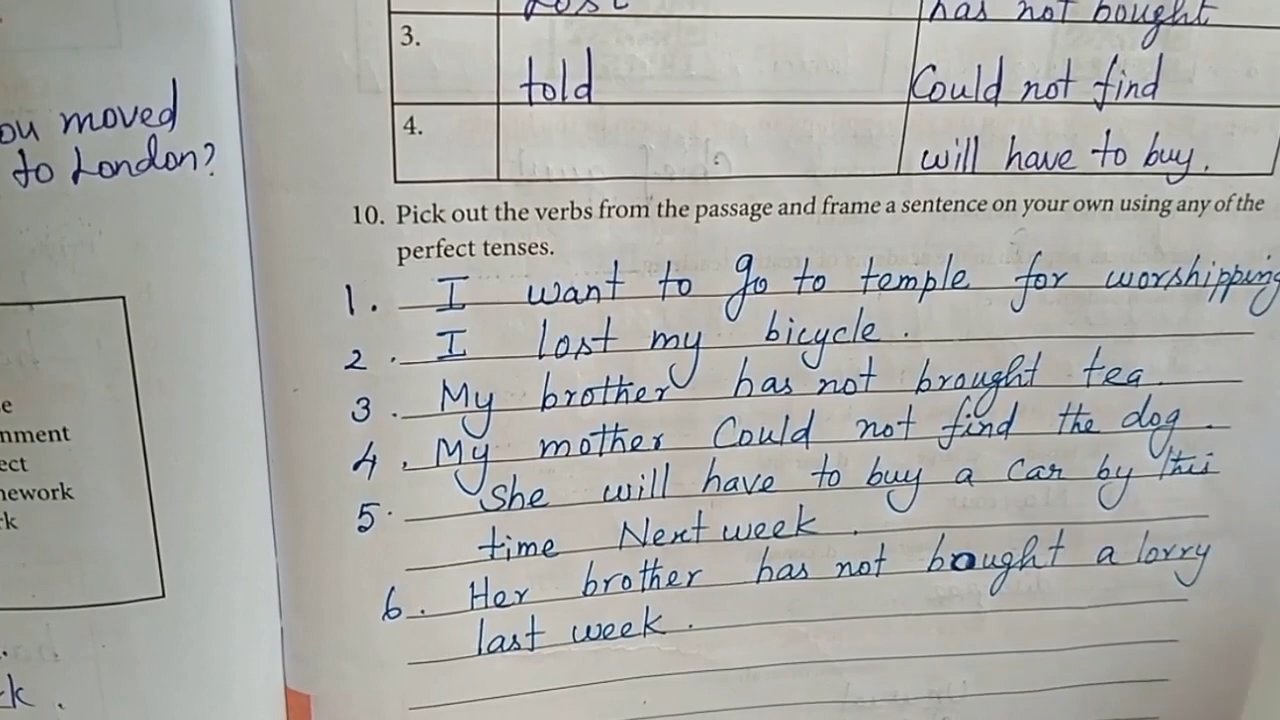 has not bought
3.
told
Could not find
4.
will have to buy.
ou moved
to London?
10. Pick out the verbs from the passage and frame a sentence on your own using any of the
perfect tenses.
1. I want to go to temple for worshipping
2. I lost my bicycle.
3. My brother has not brought tea.
4. My mother Could not find the dog.
5. She will have to buy a Car by this
time Next week.
6. Her brother has not bought a lorry
last week.
e
nment
ect
nework
k
k.